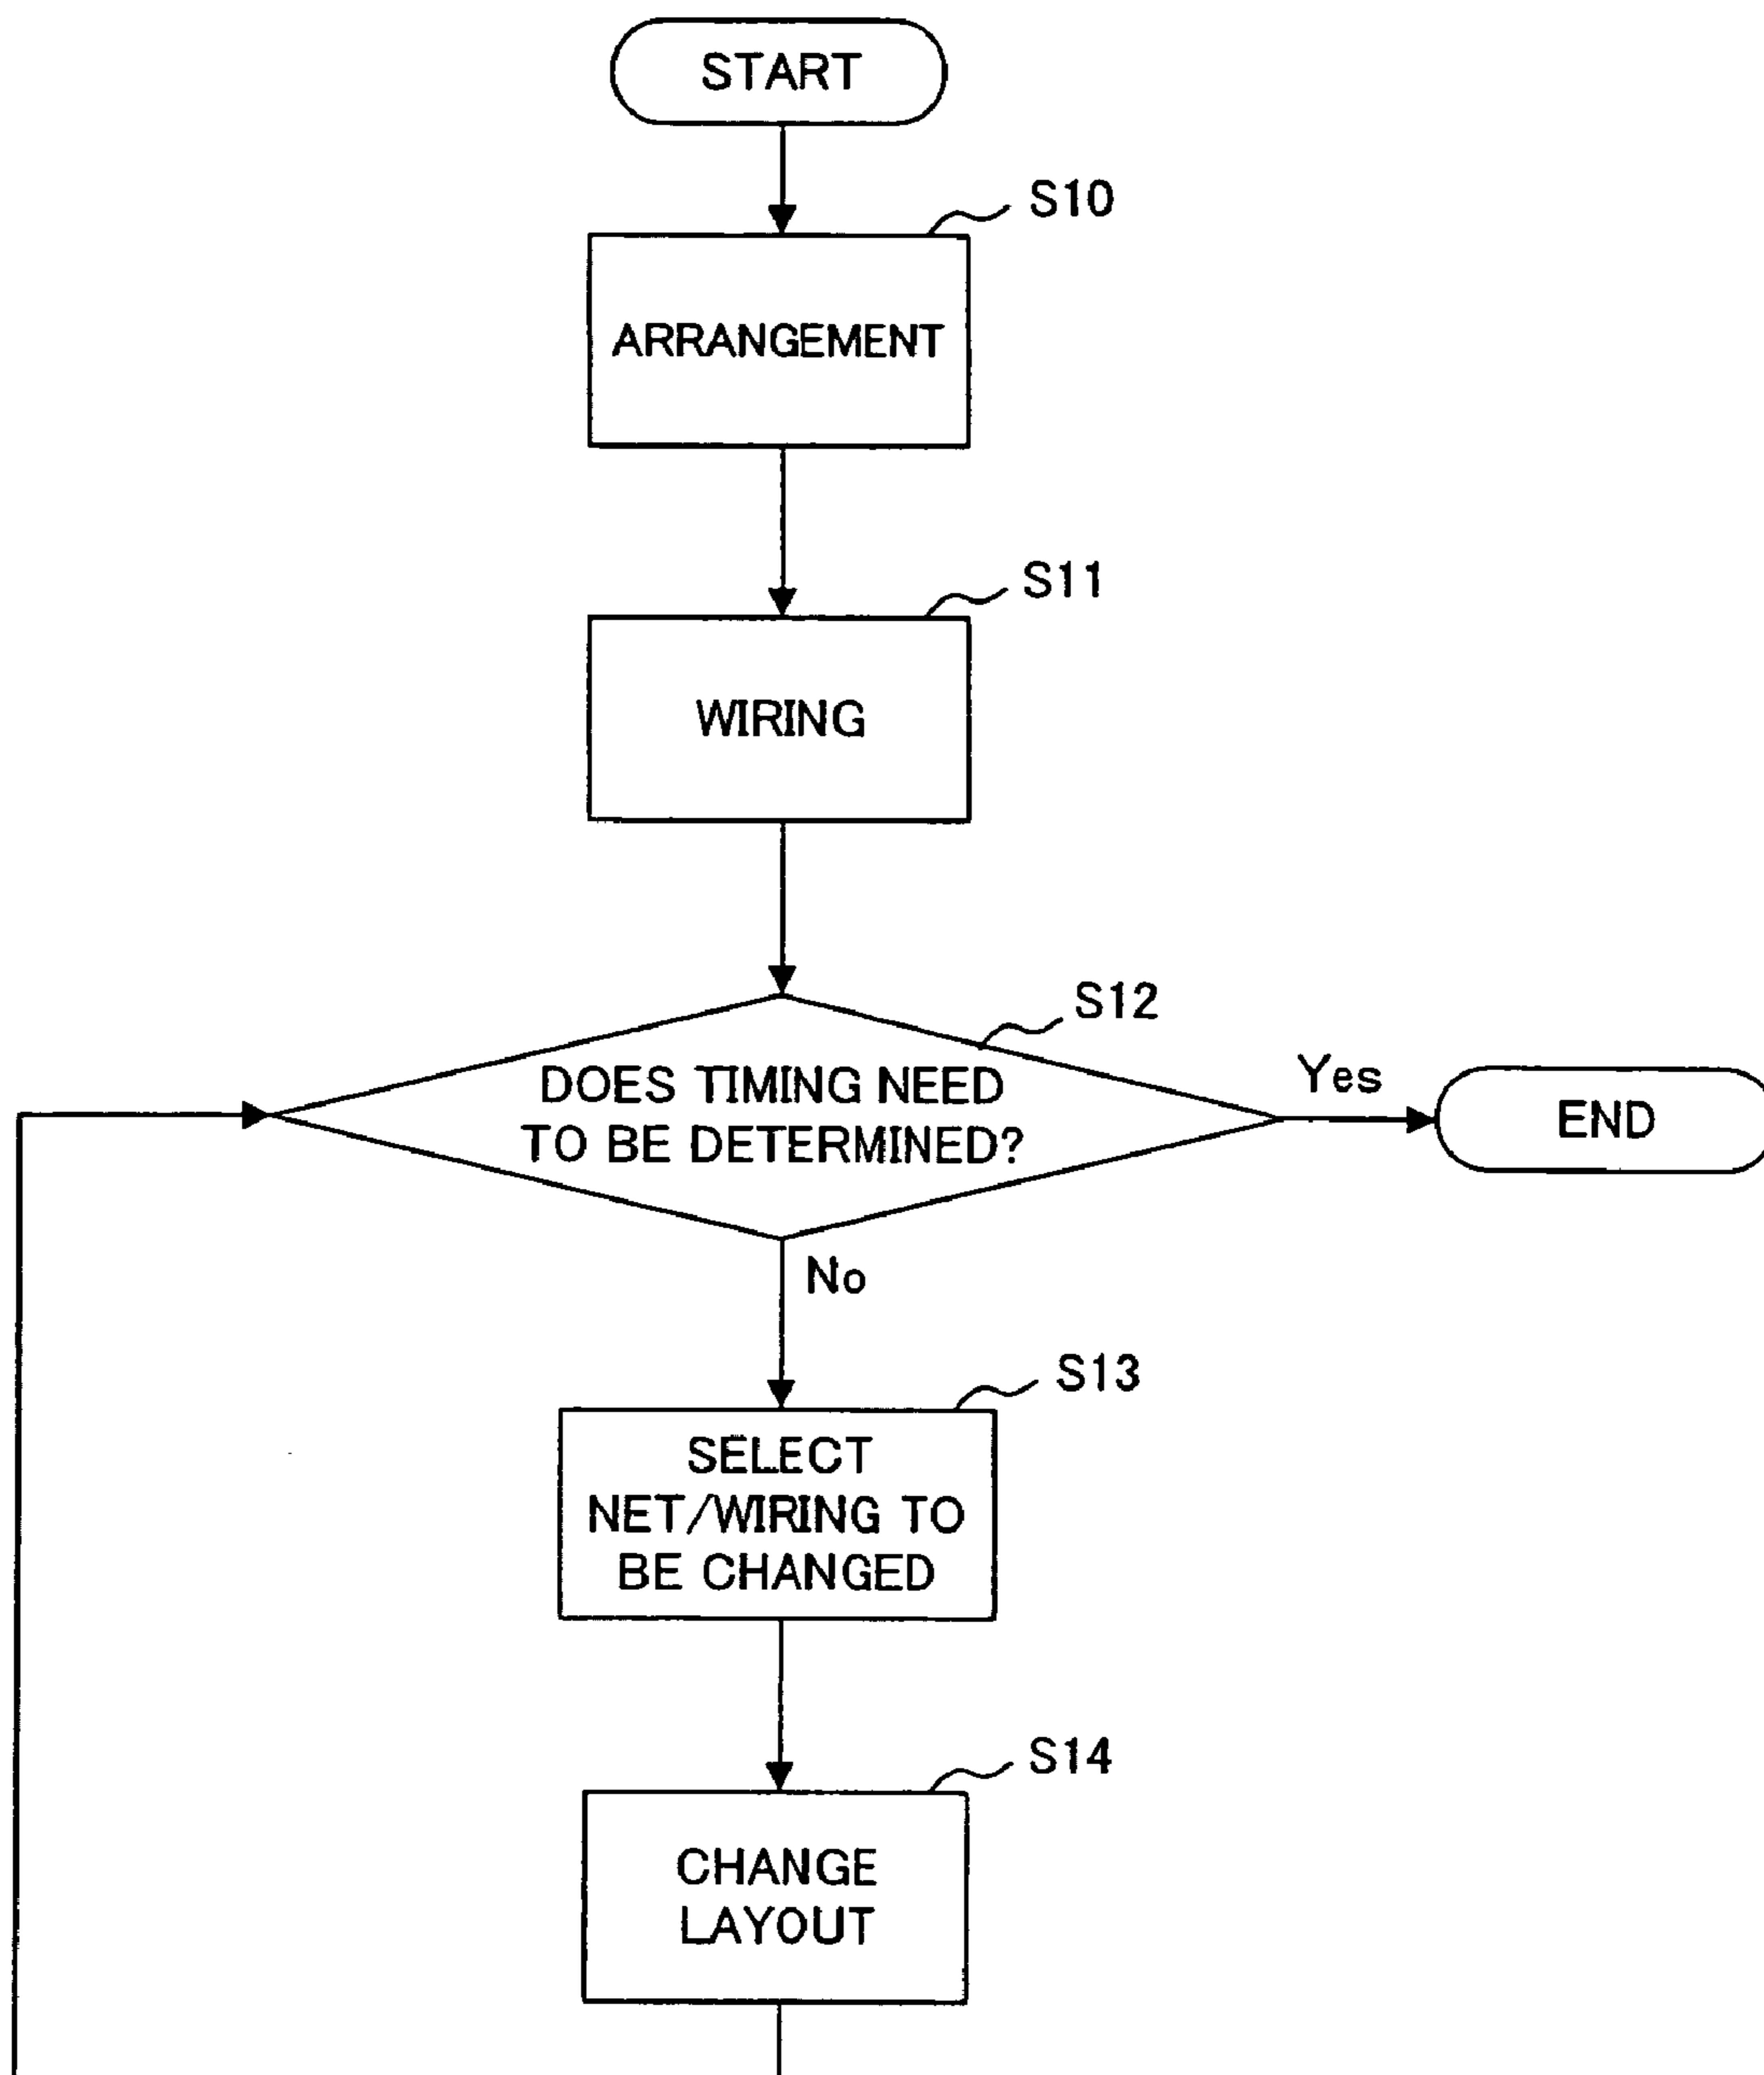 START
S10
ARRANGEMENT
S11
WIRING
S12
DOES TIMING NEED
TO BE DETERMINED?
Yes
END
No
S13
SELECT
NET/WIRING TO
BE CHANGED
S14
CHANGE
LAYOUT